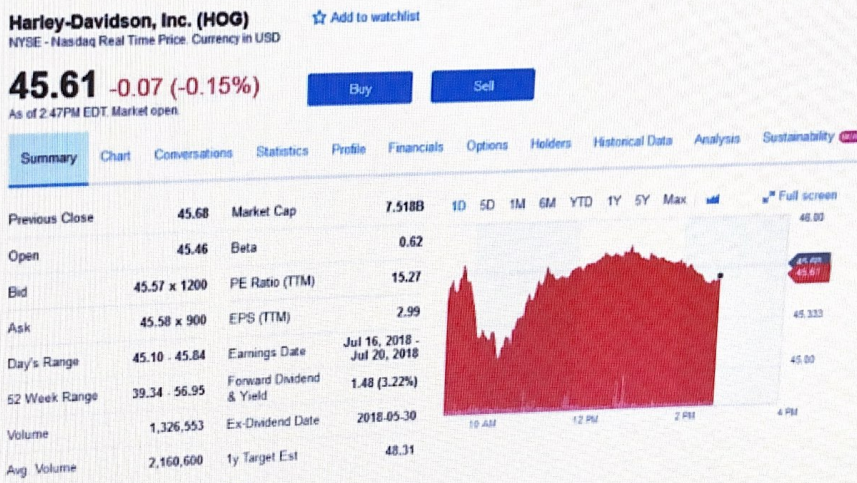 Harley-Davidson, Inc. (HOG)
Add to watchlist
NYSE - Nasdaq Real Time Price. Currency in USD
45.61 -0.07 (-0.15%)
Buy Sell
As of 2:47PM EDT. Market open.
Summary Chart Conversations Statistics Profile Financials Options Holders Historical Data Analysis Sustainability
Previous Close 45.68 Market Cap 7.518B
Open 45.46 Beta 0.62
Bid 45.57 x 1200 PE Ratio (TTM) 15.27
Ask 45.58 x 900 EPS (TTM) 2.99
Day's Range 45.10 - 45.84 Earnings Date Jul 16, 2018 -
Jul 20, 2018
52 Week Range 39.34 - 56.95 Forward Dividend
& Yield 1.48 (3.22%)
Volume 1,326,553 Ex-Dividend Date 2018-05-30
Avg. Volume 2,160,600 1y Target Est 48.31
1D 5D 1M 6M YTD 1Y 5Y Max Full screen
46.00
45.68
45.61
45.333
45.00
10 AM 12 PM 2 PM 4 PM